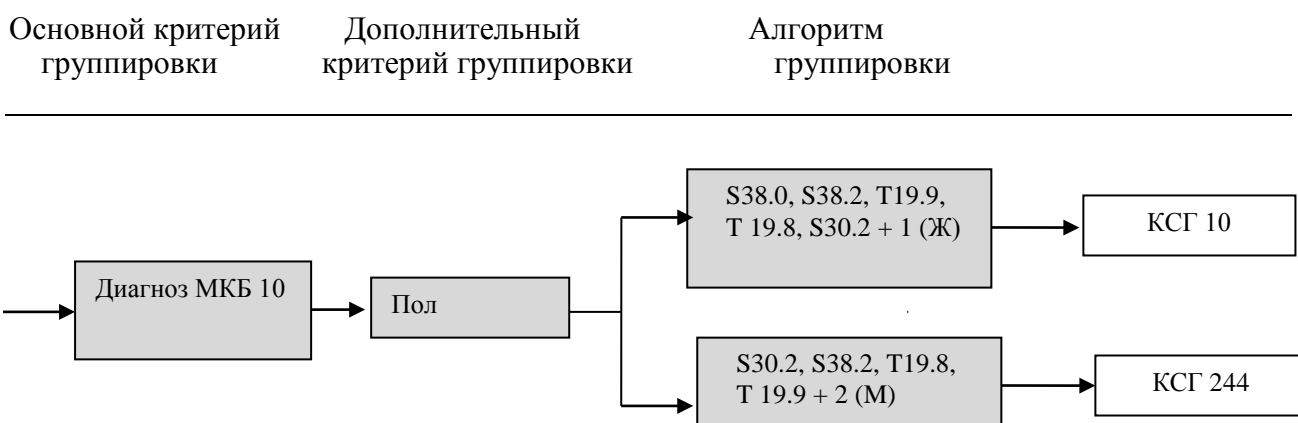 Основной критерий группировки
Дополнительный критерий группировки
Алгоритм группировки
Диагноз МКБ 10
Пол
S38.0, S38.2, T19.9,
T 19.8, S30.2 + 1 (Ж)
КСГ 10
S30.2, S38.2, T19.8,
T 19.9 + 2 (М)
КСГ 244